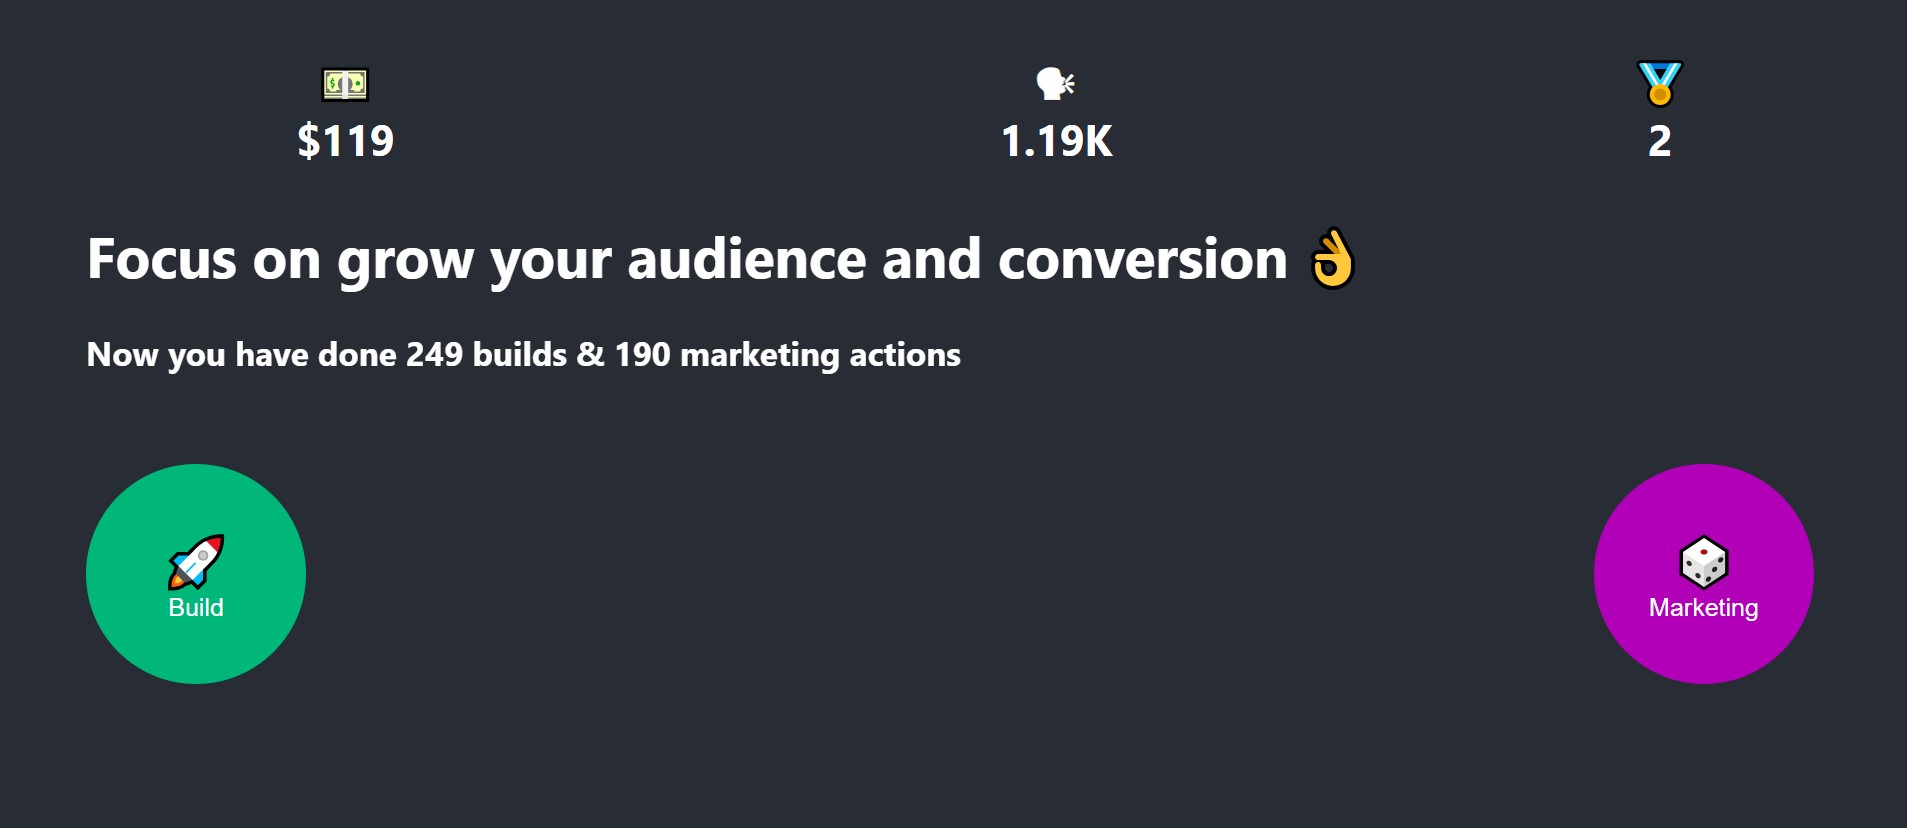 $119
1.19K
2
Focus on grow your audience and conversion 👌
Now you have done 249 builds & 190 marketing actions
Build
Marketing